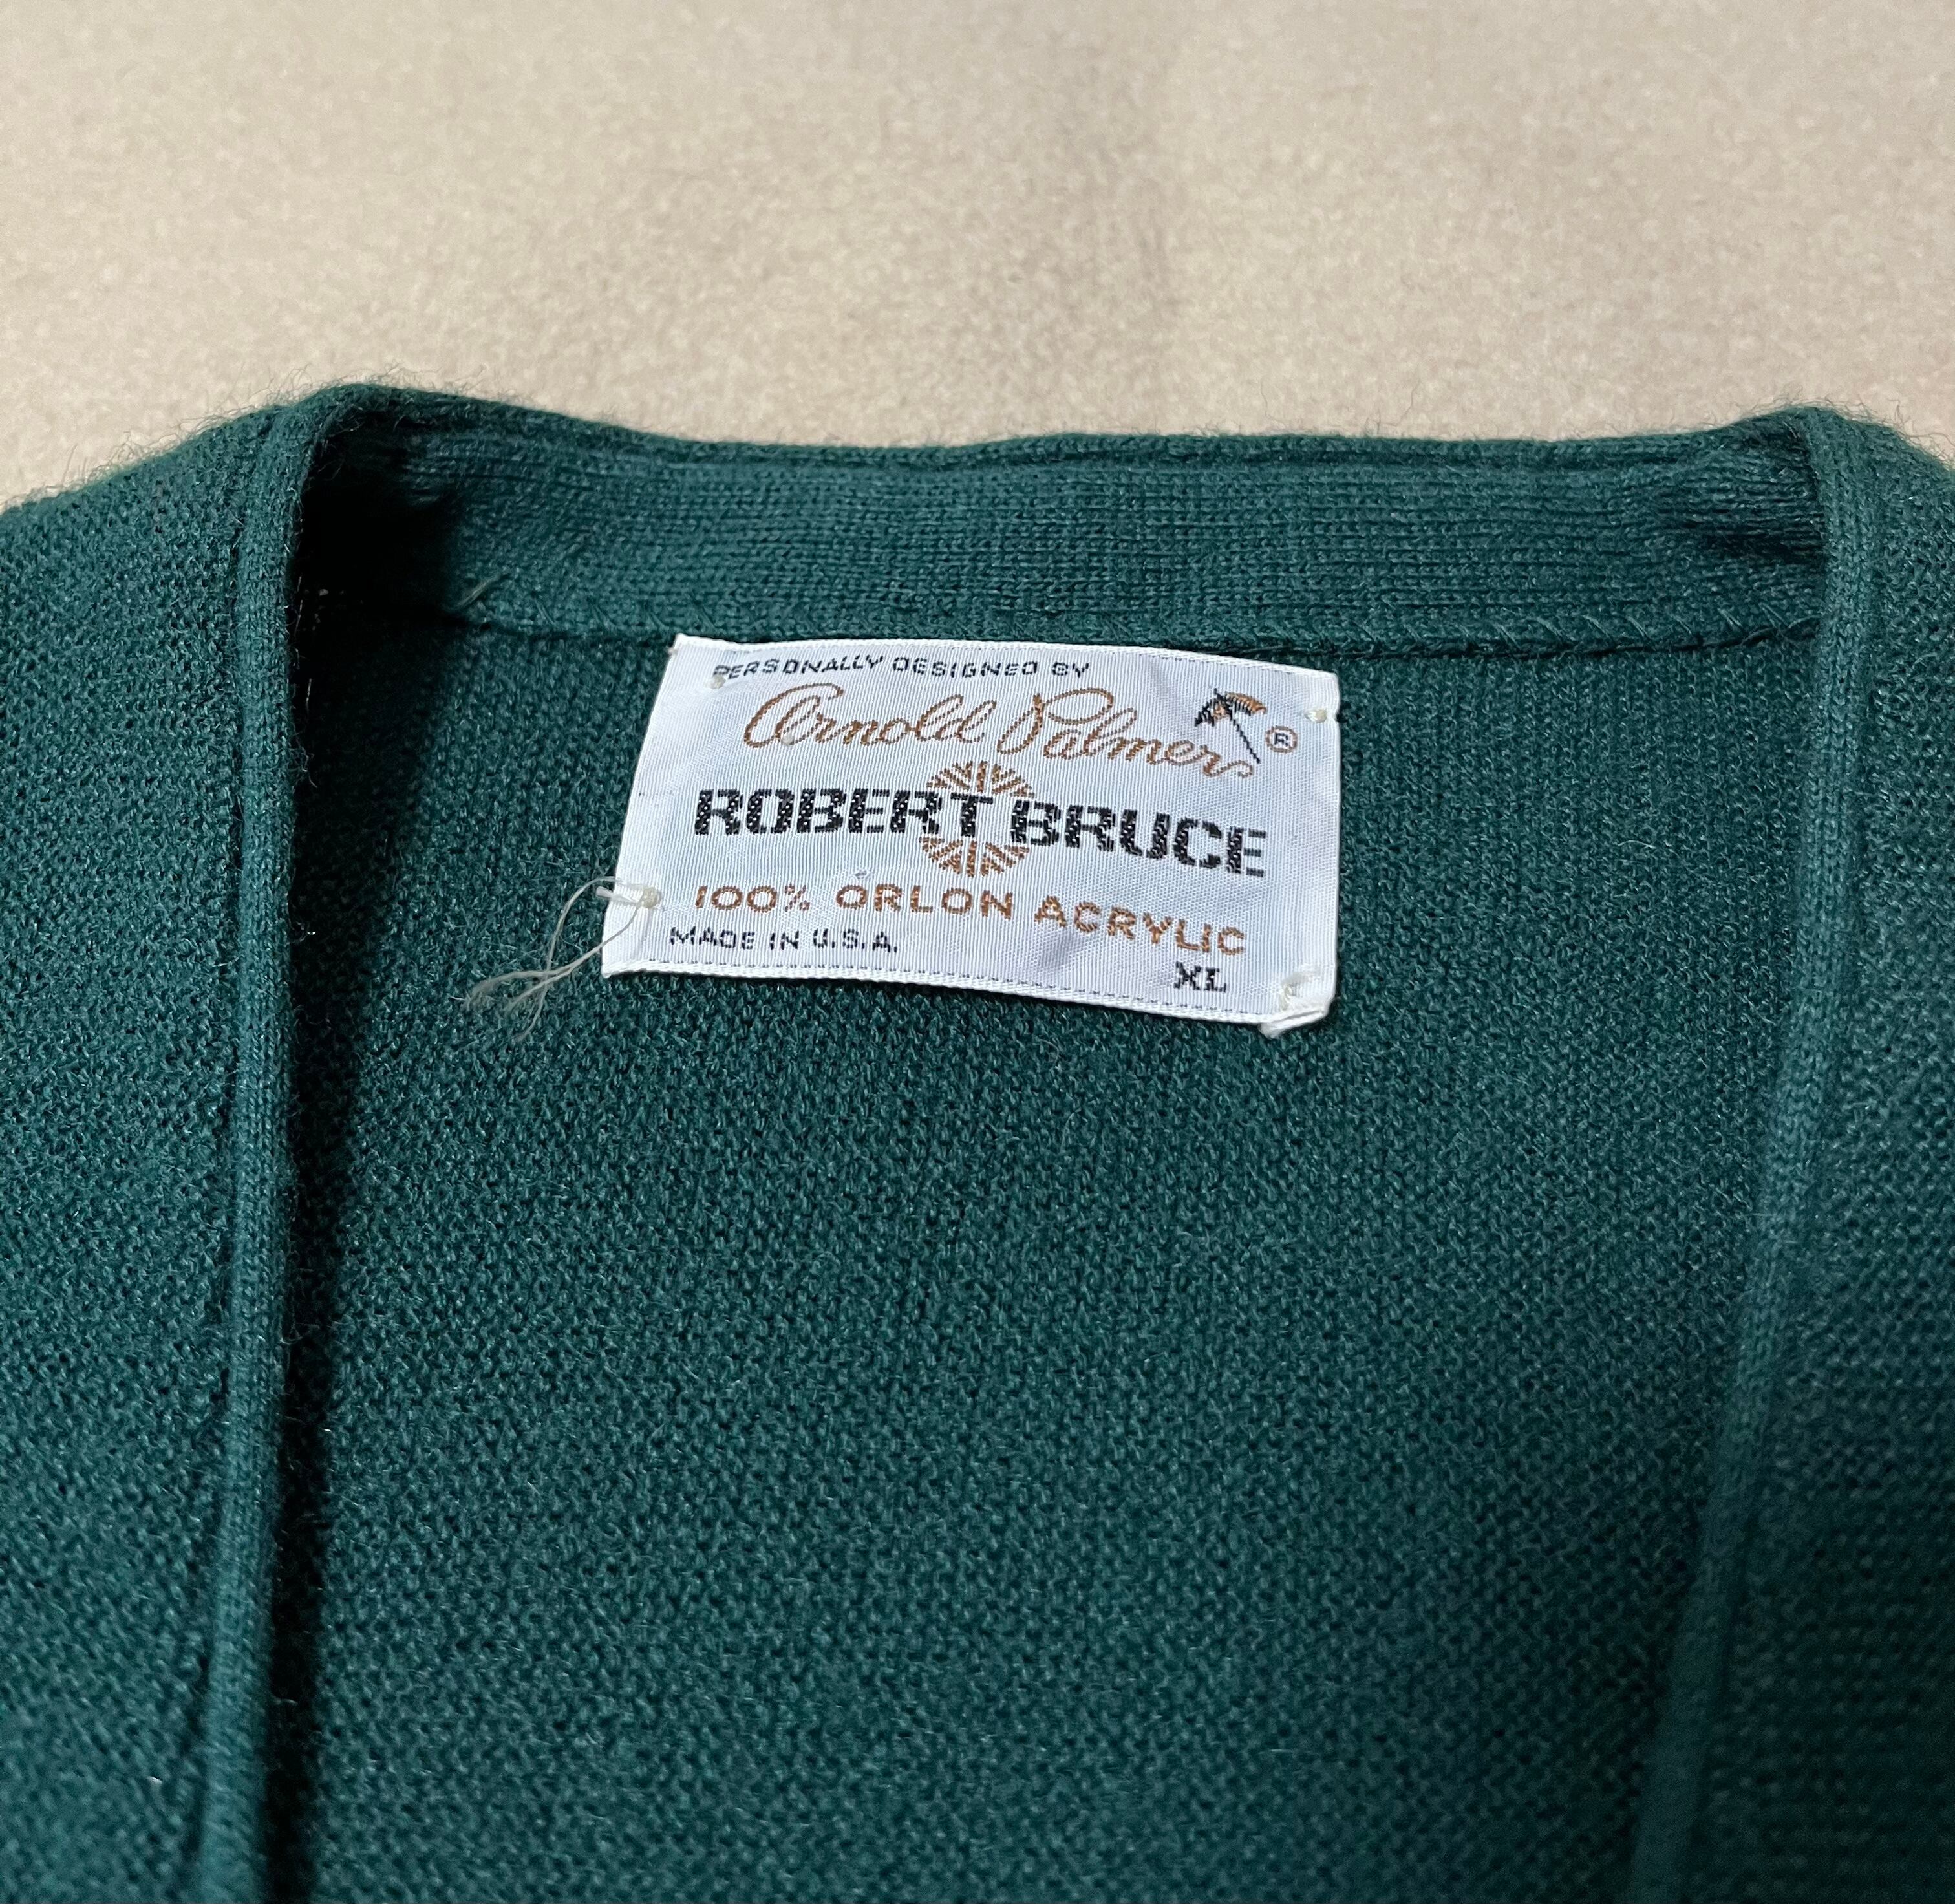 PERSONALLY DESIGNED BY
Arnold Palmer ®
ROBERT BRUCE
100% ORLON ACRYLIC
MADE IN U.S.A.
XL